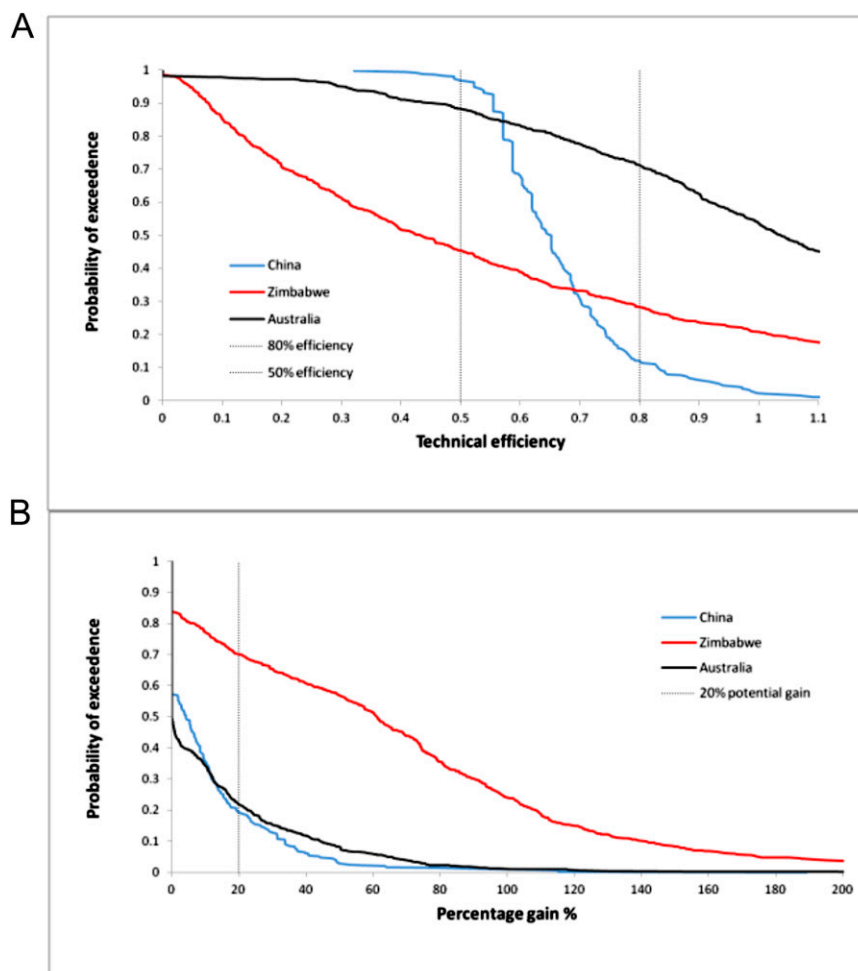 A
Probability of exceedence
1
0.9
0.8
0.7
0.6
0.5
0.4
0.3
0.2
0.1
0
China
Zimbabwe
Australia
80% efficiency
50% efficiency
0 0.1 0.2 0.3 0.4 0.5 0.6 0.7 0.8 0.9 1 1.1
Technical efficiency
B
Probability of exceedence
1
0.9
0.8
0.7
0.6
0.5
0.4
0.3
0.2
0.1
0
China
Zimbabwe
Australia
20% potential gain
0 20 40 60 80 100 120 140 160 180 200
Percentage gain %